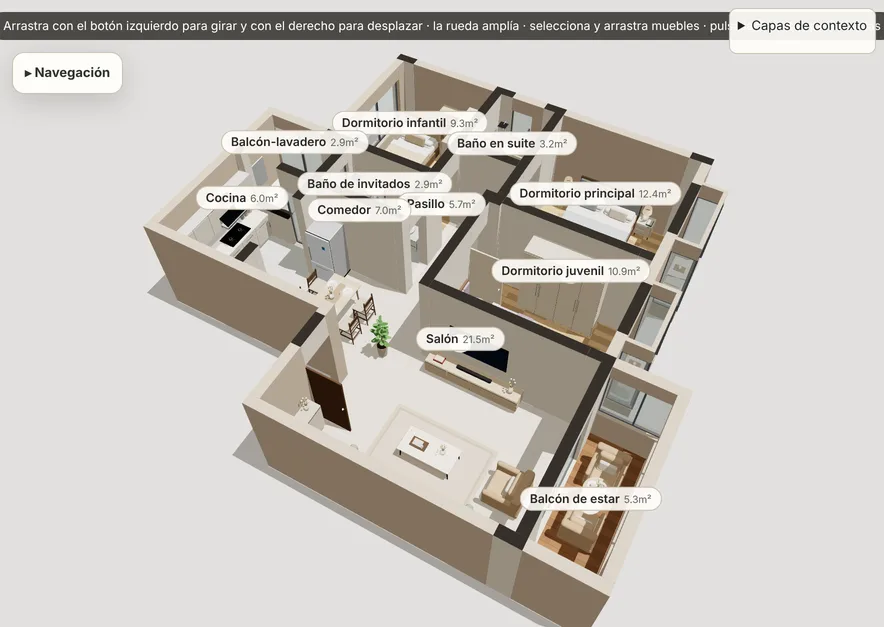 Arrastra con el botón izquierdo para girar y con el derecho para desplazar · la rueda amplía · selecciona y arrastra muebles ·
▶ Capas de contexto
▸ Navegación
Dormitorio infantil 9.3m²
Balcón-lavadero 2.9m²
Baño en suite 3.2m²
Baño de invitados 2.9m²
Dormitorio principal 12.4m²
Cocina 6.0m²
Comedor 7.0m²
Pasillo 5.7m²
Dormitorio juvenil 10.9m²
Salón 21.5m²
Balcón de estar 5.3m²